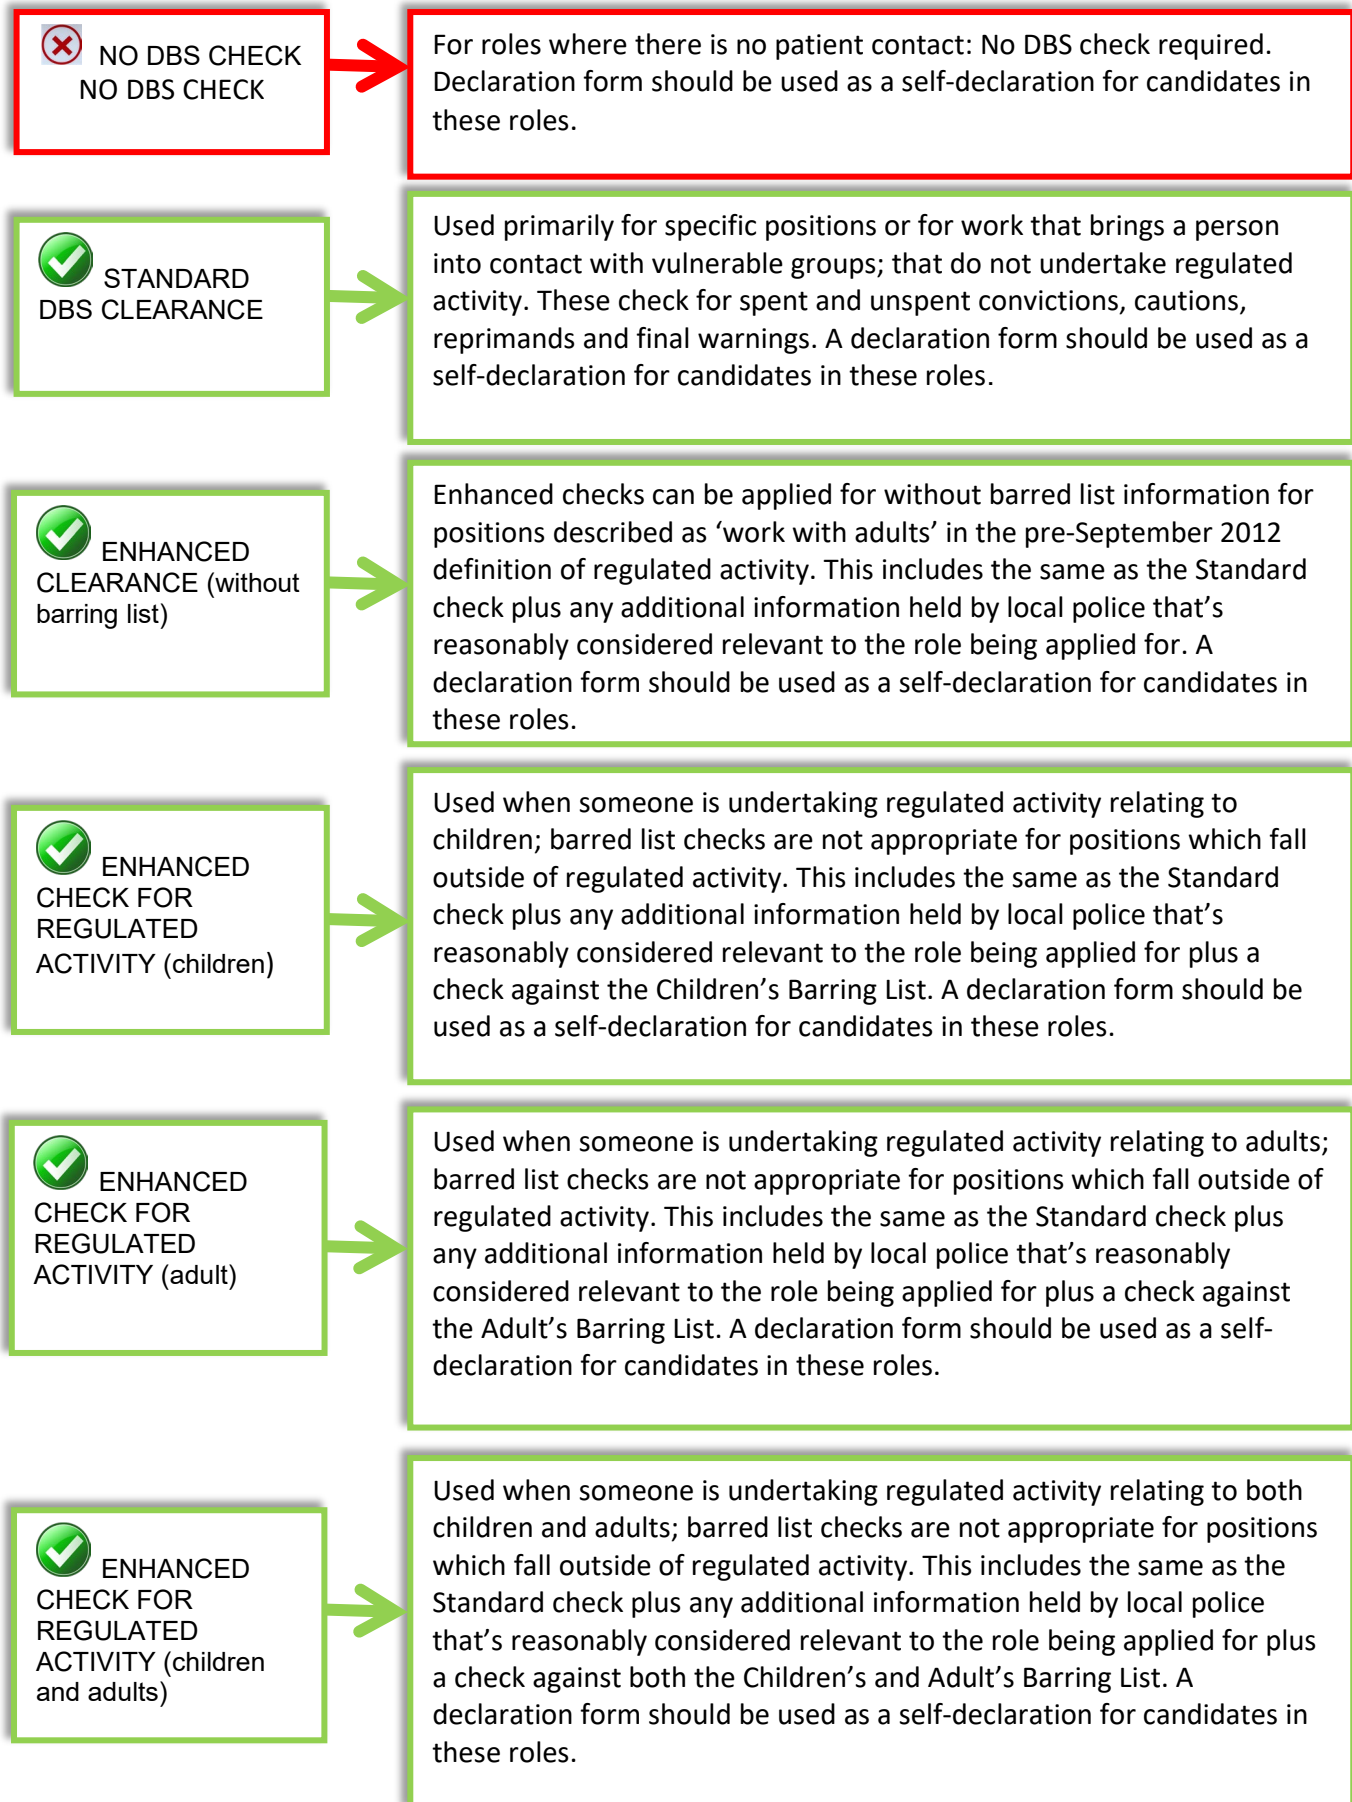 NO DBS CHECK
NO DBS CHECK
For roles where there is no patient contact: No DBS check required.
Declaration form should be used as a self-declaration for candidates in
these roles.
STANDARD
DBS CLEARANCE
Used primarily for specific positions or for work that brings a person
into contact with vulnerable groups; that do not undertake regulated
activity. These check for spent and unspent convictions, cautions,
reprimands and final warnings. A declaration form should be used as a
self-declaration for candidates in these roles.
ENHANCED
CLEARANCE (without
barring list)
Enhanced checks can be applied for without barred list information for
positions described as ‘work with adults’ in the pre-September 2012
definition of regulated activity. This includes the same as the Standard
check plus any additional information held by local police that’s
reasonably considered relevant to the role being applied for. A
declaration form should be used as a self-declaration for candidates in
these roles.
ENHANCED
CHECK FOR
REGULATED
ACTIVITY (children)
Used when someone is undertaking regulated activity relating to
children; barred list checks are not appropriate for positions which fall
outside of regulated activity. This includes the same as the Standard
check plus any additional information held by local police that’s
reasonably considered relevant to the role being applied for plus a
check against the Children’s Barring List. A declaration form should be
used as a self-declaration for candidates in these roles.
ENHANCED
CHECK FOR
REGULATED
ACTIVITY (adult)
Used when someone is undertaking regulated activity relating to adults;
barred list checks are not appropriate for positions which fall outside of
regulated activity. This includes the same as the Standard check plus
any additional information held by local police that’s reasonably
considered relevant to the role being applied for plus a check against
the Adult’s Barring List. A declaration form should be used as a self-
declaration for candidates in these roles.
ENHANCED
CHECK FOR
REGULATED
ACTIVITY (children
and adults)
Used when someone is undertaking regulated activity relating to both
children and adults; barred list checks are not appropriate for positions
which fall outside of regulated activity. This includes the same as the
Standard check plus any additional information held by local police
that’s reasonably considered relevant to the role being applied for plus
a check against both the Children’s and Adult’s Barring List. A
declaration form should be used as a self-declaration for candidates in
these roles.